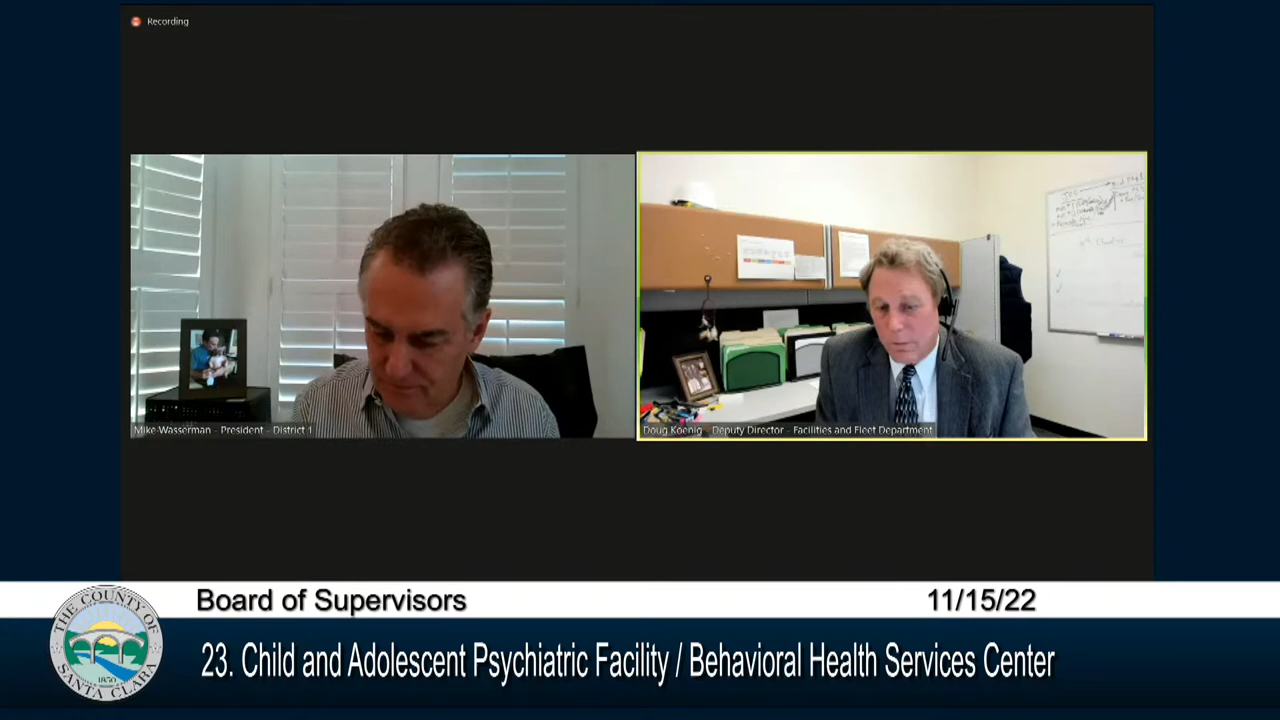 Recording
Mike Wasserman - President - District 1
Doug Koenig - Deputy Director - Facilities and Fleet Department
Board of Supervisors
11/15/22
THE COUNTY OF SANTA CLARA
1850
23. Child and Adolescent Psychiatric Facility / Behavioral Health Services Center